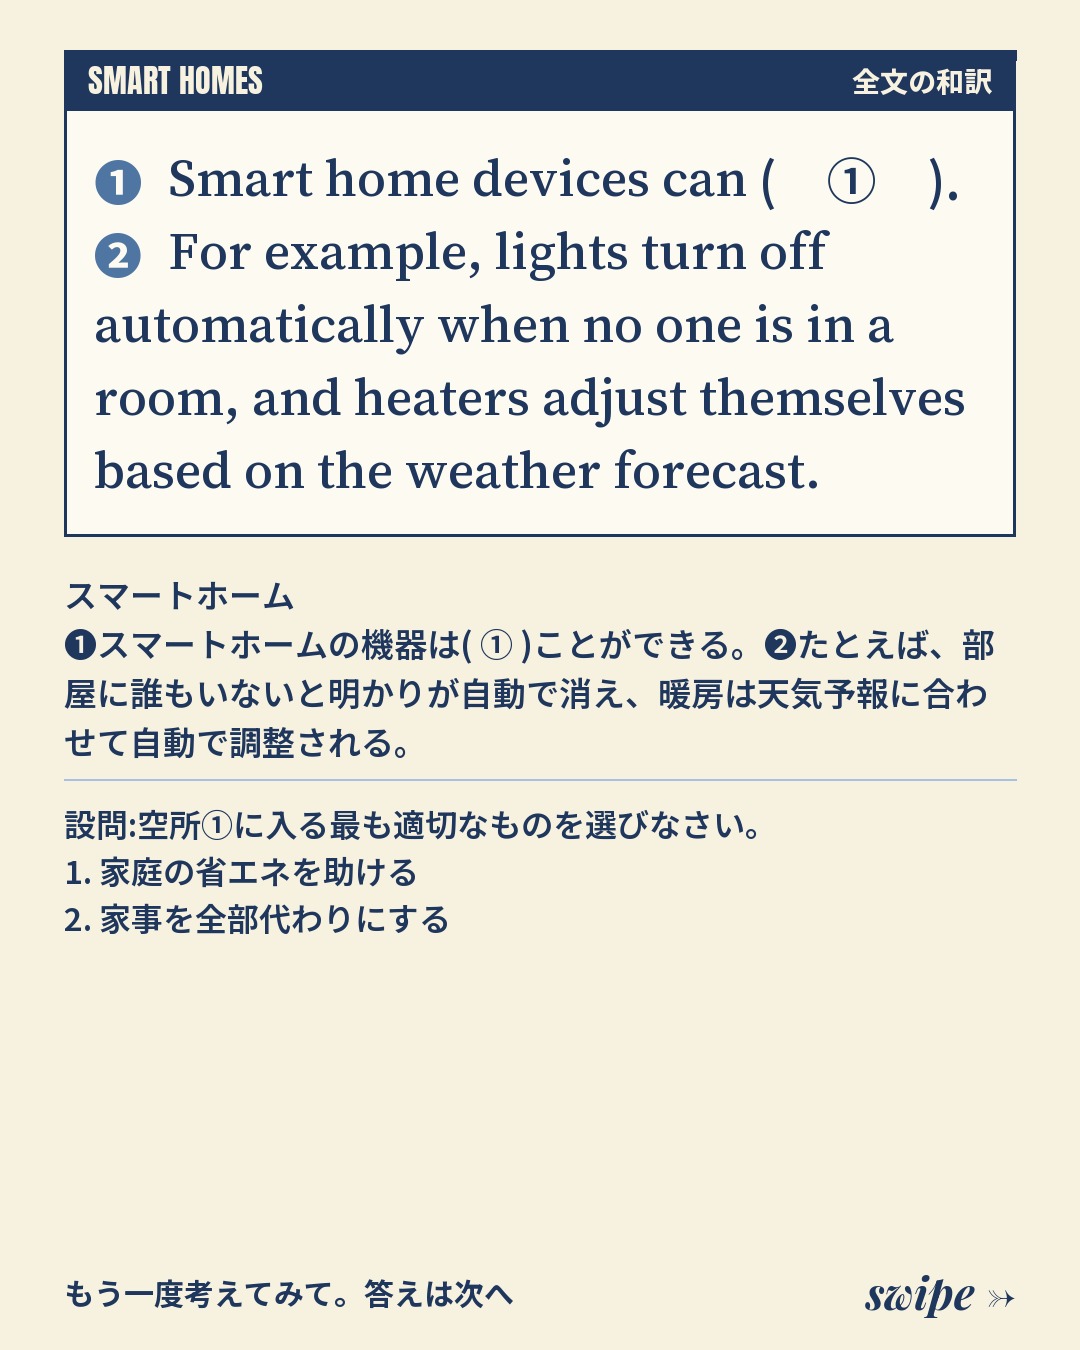 SMART HOMES
全文の和訳
❶ Smart home devices can ( ① ).
❷ For example, lights turn off
automatically when no one is in a
room, and heaters adjust themselves
based on the weather forecast.
スマートホーム
❶スマートホームの機器は( ① )ことができる。❷たとえば、部
屋に誰もいないと明かりが自動で消え、暖房は天気予報に合わ
せて自動で調整される。
設問:空所①に入る最も適切なものを選びなさい。
1. 家庭の省エネを助ける
2. 家事を全部代わりにする
もう一度考えてみて。答えは次へ
swipe